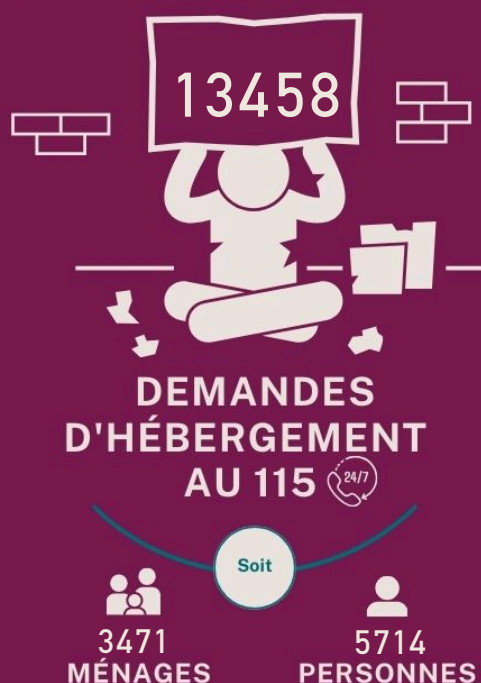 13458
DEMANDES
D'HÉBERGEMENT
AU 115 24/7
Soit
3471
MÉNAGES
5714
PERSONNES